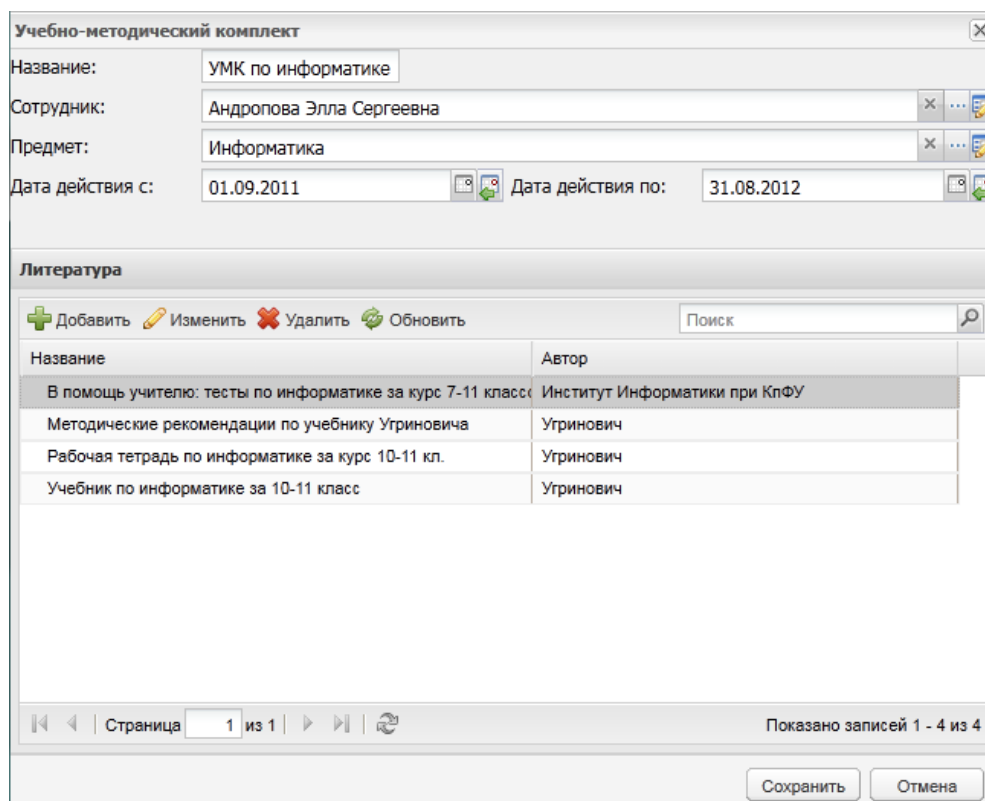 Учебно-методический комплект
Название: УМК по информатике
Сотрудник: Андропова Элла Сергеевна
Предмет: Информатика
Дата действия с: 01.09.2011 Дата действия по: 31.08.2012
Литература
Добавить Изменить Удалить Обновить Поиск
Название Автор
В помощь учителю: тесты по информатике за курс 7-11 классо Институт Информатики при КпФУ
Методические рекомендации по учебнику Угриновича Угринович
Рабочая тетрадь по информатике за курс 10-11 кл. Угринович
Учебник по информатике за 10-11 класс Угринович
Страница 1 из 1 Показано записей 1 - 4 из 4
Сохранить Отмена